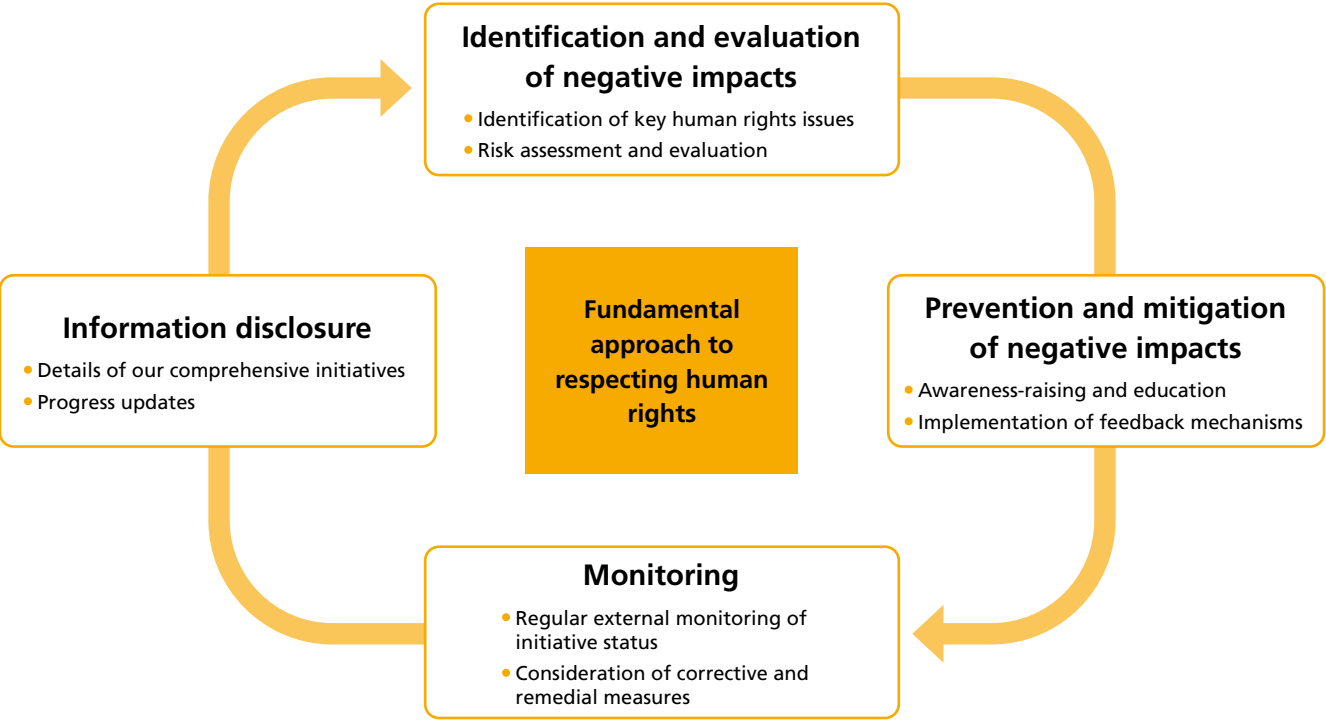 Identification and evaluation
of negative impacts
• Identification of key human rights issues
• Risk assessment and evaluation
Information disclosure
• Details of our comprehensive initiatives
• Progress updates
Fundamental
approach to
respecting human
rights
Prevention and mitigation
of negative impacts
• Awareness-raising and education
• Implementation of feedback mechanisms
Monitoring
• Regular external monitoring of
initiative status
• Consideration of corrective and
remedial measures